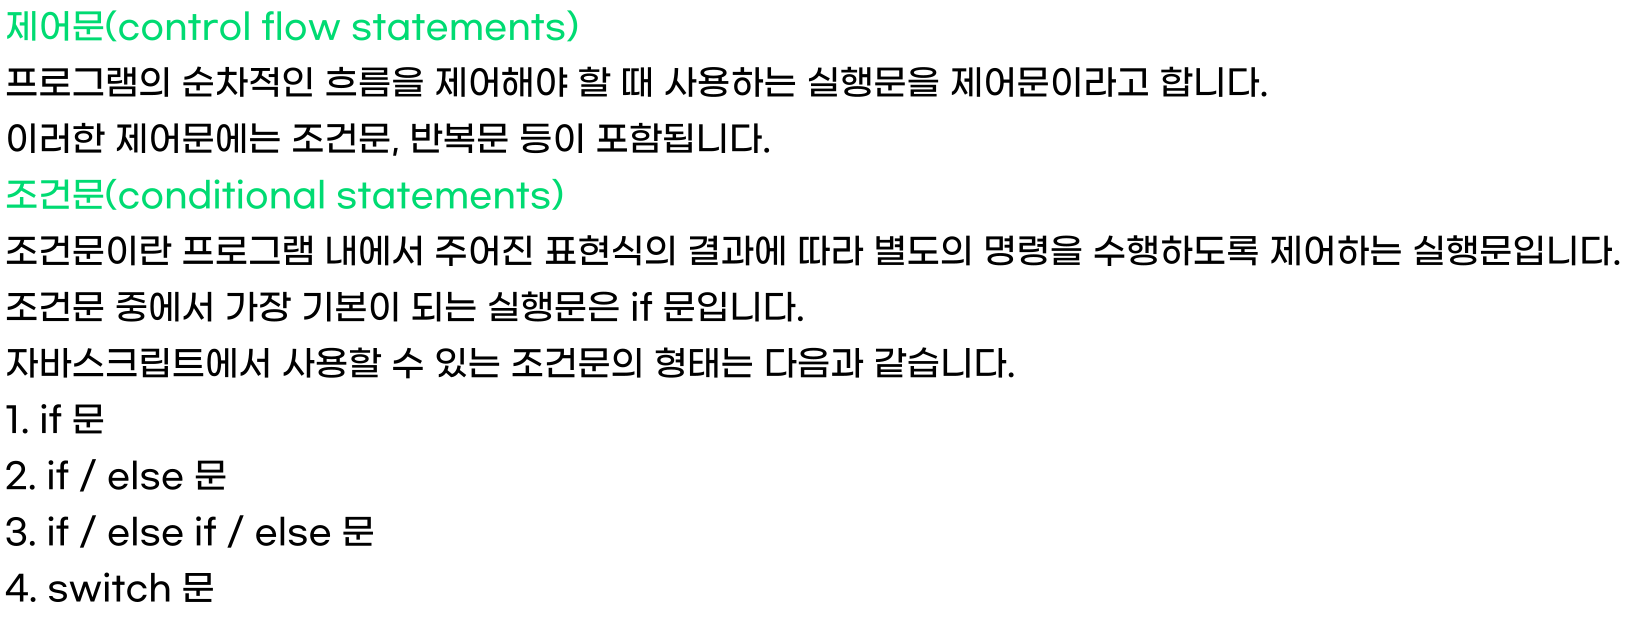 제어문(control flow statements)
프로그램의 순차적인 흐름을 제어해야 할 때 사용하는 실행문을 제어문이라고 합니다.
이러한 제어문에는 조건문, 반복문 등이 포함됩니다.
조건문(conditional statements)
조건문이란 프로그램 내에서 주어진 표현식의 결과에 따라 별도의 명령을 수행하도록 제어하는 실행문입니다.
조건문 중에서 가장 기본이 되는 실행문은 if 문입니다.
자바스크립트에서 사용할 수 있는 조건문의 형태는 다음과 같습니다.
1. if 문
2. if / else 문
3. if / else if / else 문
4. switch 문